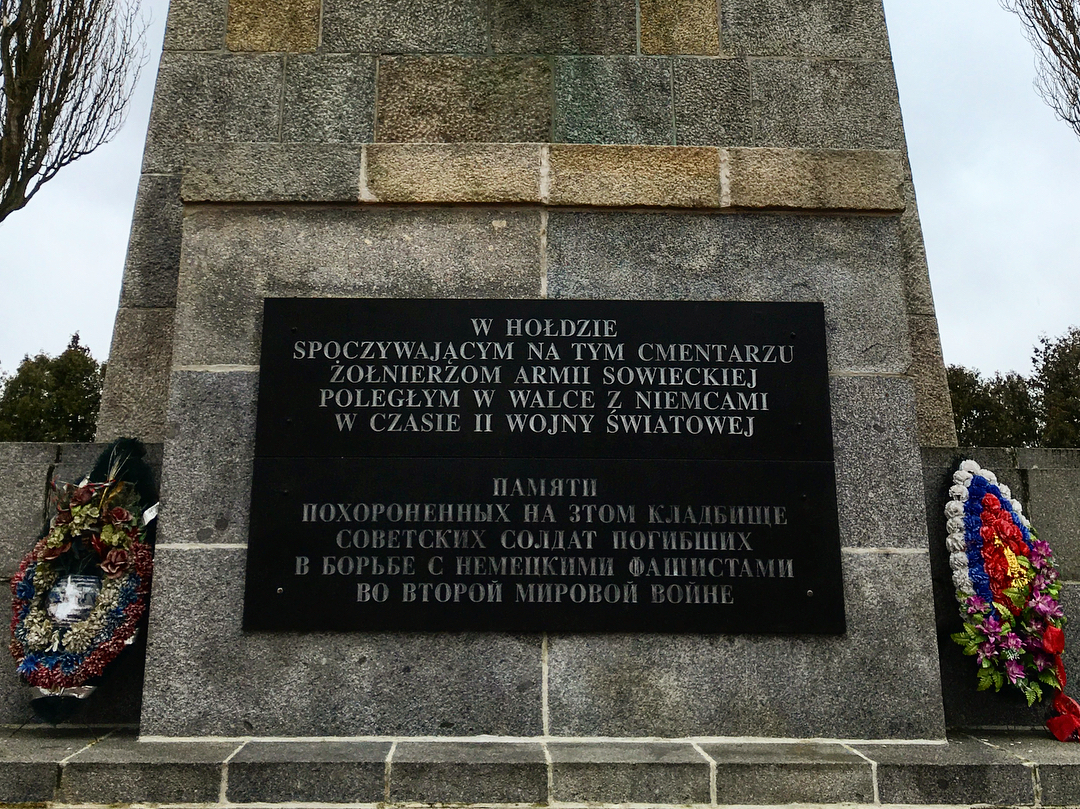 W HOŁDZIE
SPOCZYWAJĄCYM NA TYM CMENTARZU
ŻOŁNIERZOM ARMII SOWIECKIEJ
POLEGŁYM W WALCE Z NIEMCAMI
W CZASIE II WOJNY ŚWIATOWEJ
ПАМЯТИ
ПОХОРОНЕННЫХ НА ЗТОМ КЛАДБИЩЕ
СОВЕТСКИХ СОЛДАТ ПОГИБШИХ
В БОРЬБЕ С НЕМЕЦКИМИ ФАШИСТАМИ
ВО ВТОРОЙ МИРОВОЙ ВОЙНЕ